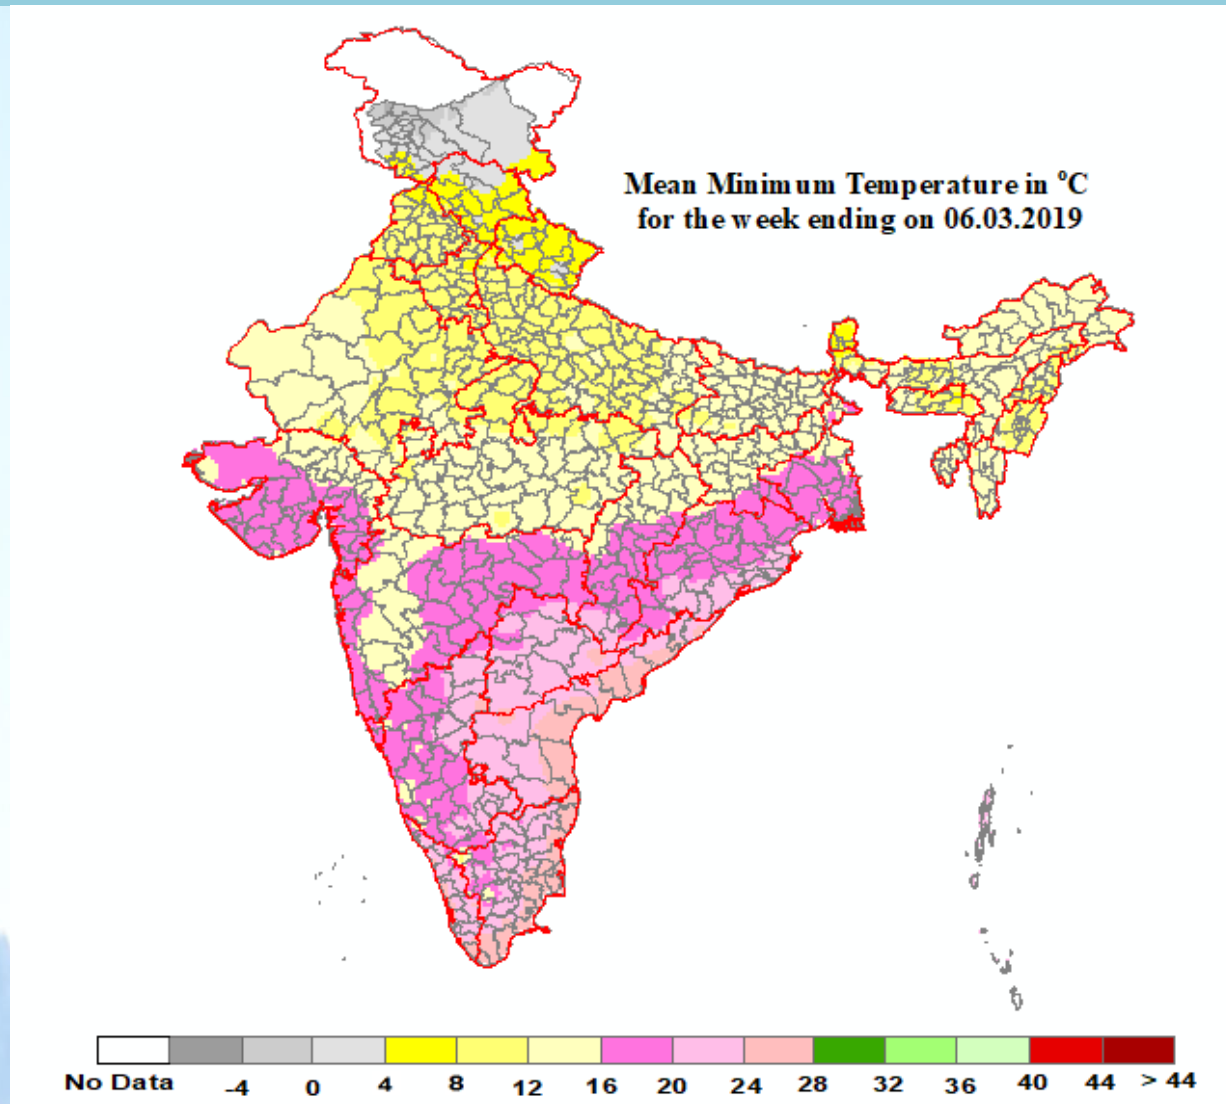 Mean Minimum Temperature in °C
for the week ending on 06.03.2019
No Data -4 0 4 8 12 16 20 24 28 32 36 40 44 > 44